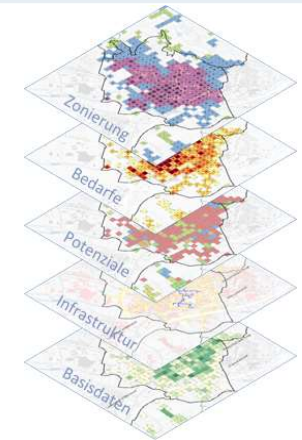 Zonierung
Bedarfe
Potenziale
Infrastruktur
Basisdaten